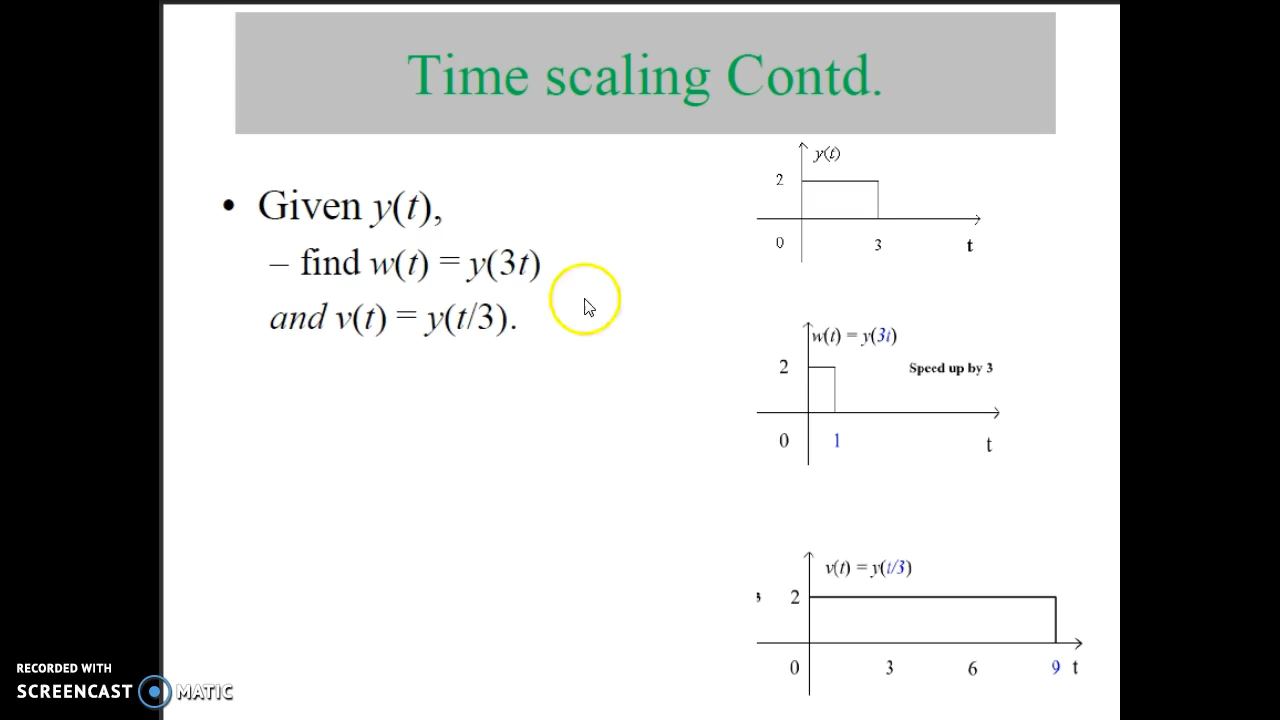 Time scaling Contd.
• Given y(t),
– find w(t) = y(3t)
and v(t) = y(t/3).
y(t)
2
0 3 t
w(t) = y(3t)
2 Speed up by 3
0 1 t
v(t) = y(t/3)
2
0 3 6 9 t
RECORDED WITH
SCREENCAST MATIC